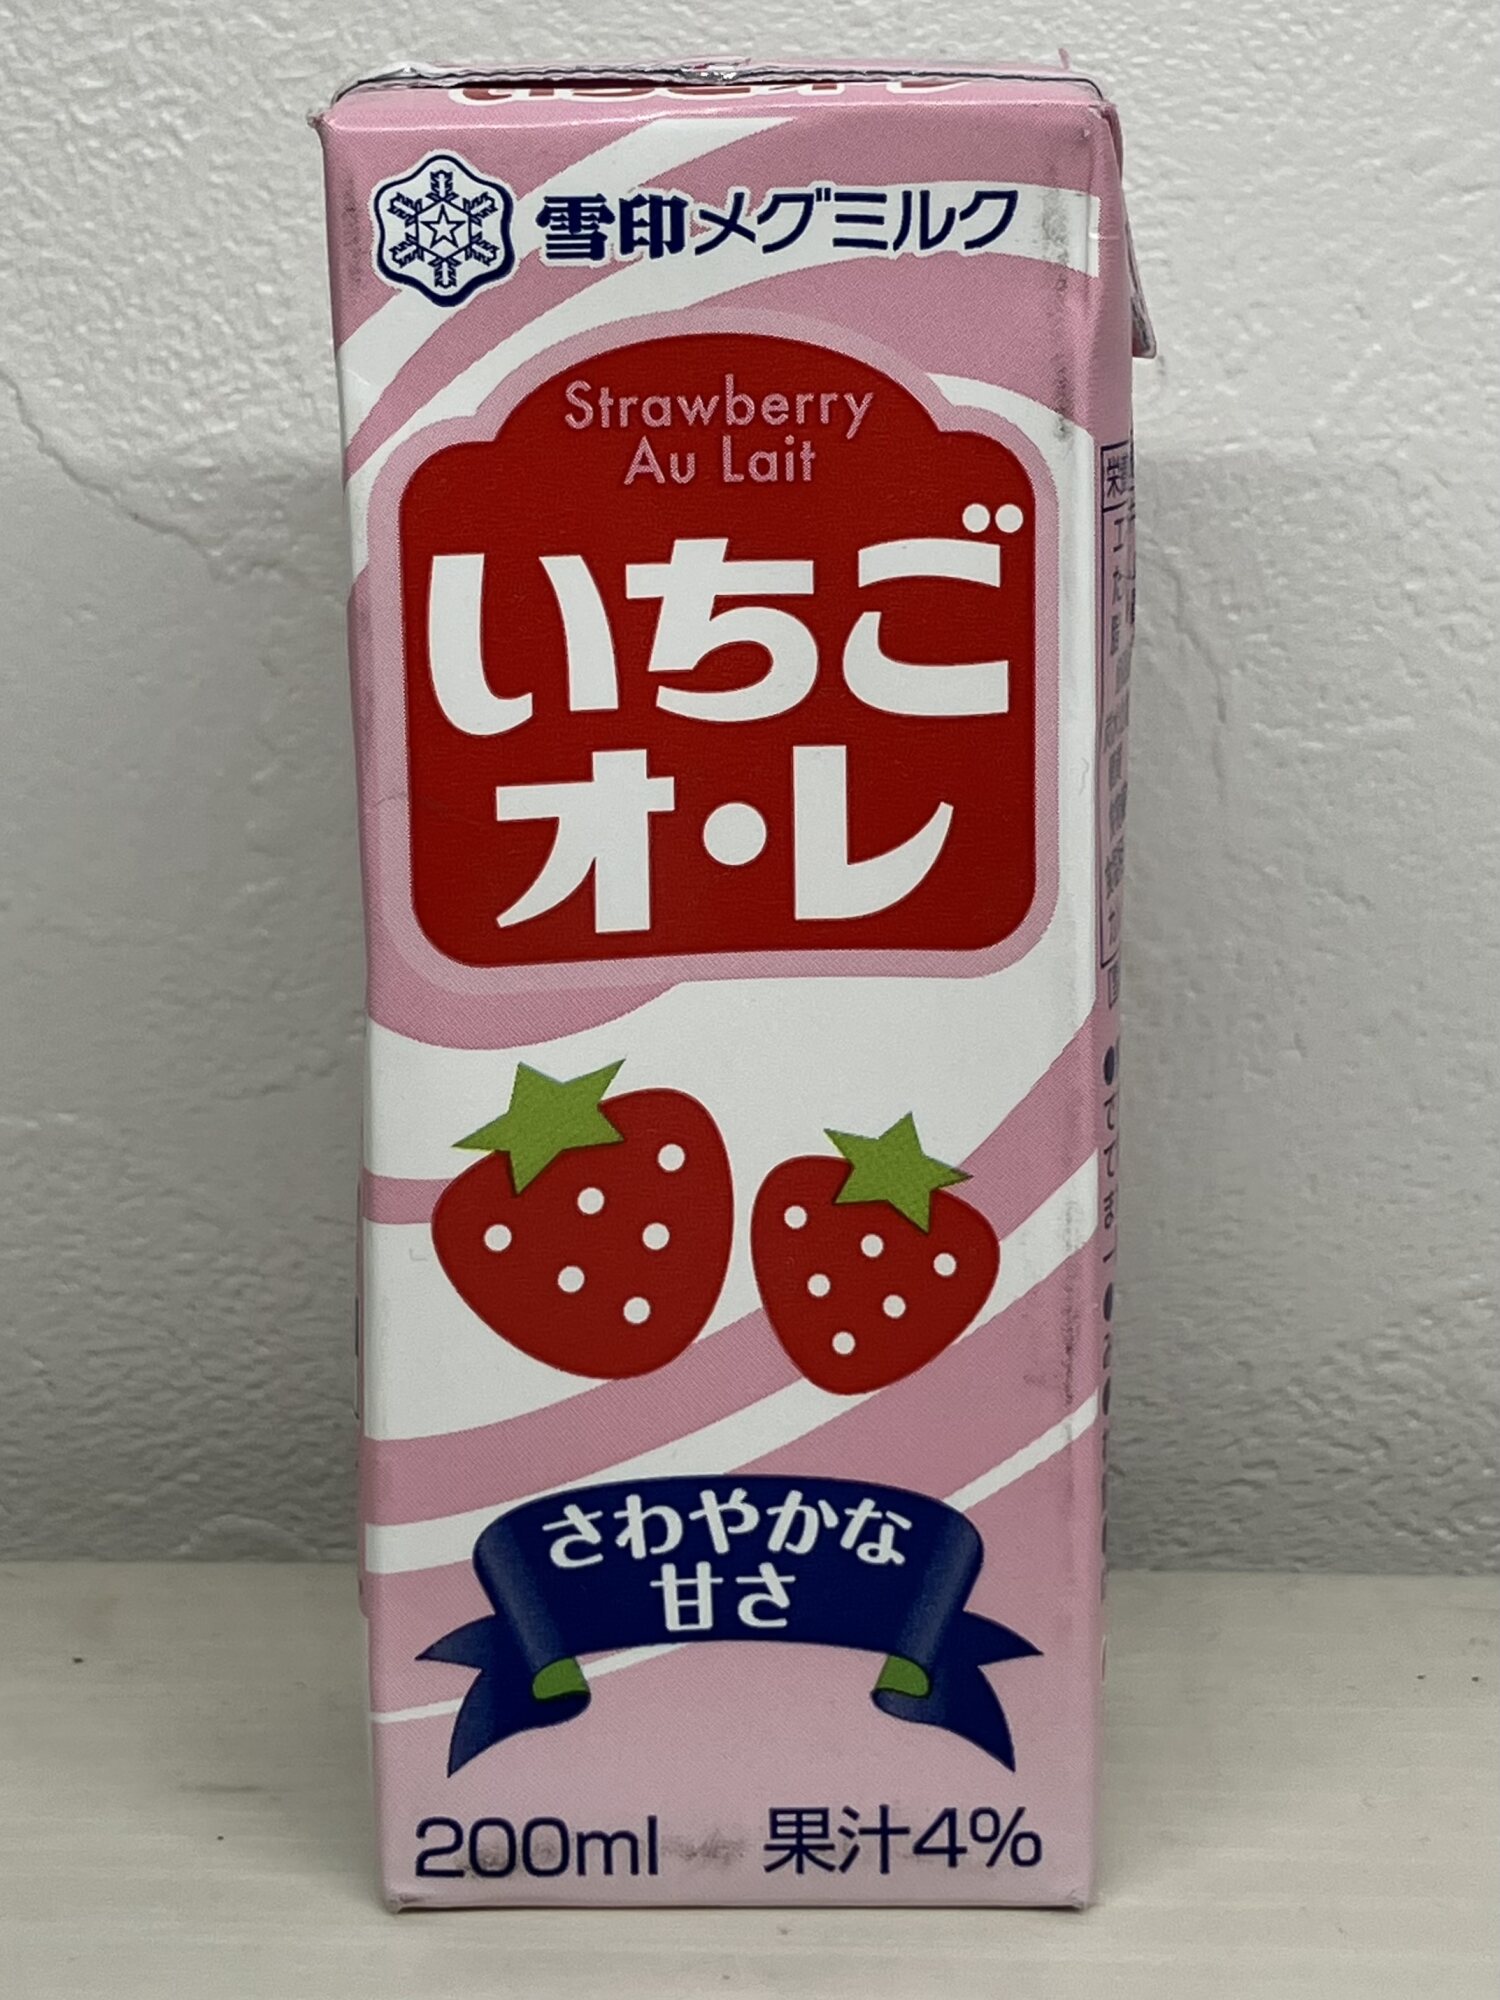 雪印メグミルク
Strawberry
Au Lait
いちご
オ・レ
さわやかな
甘さ
200ml 果汁4%